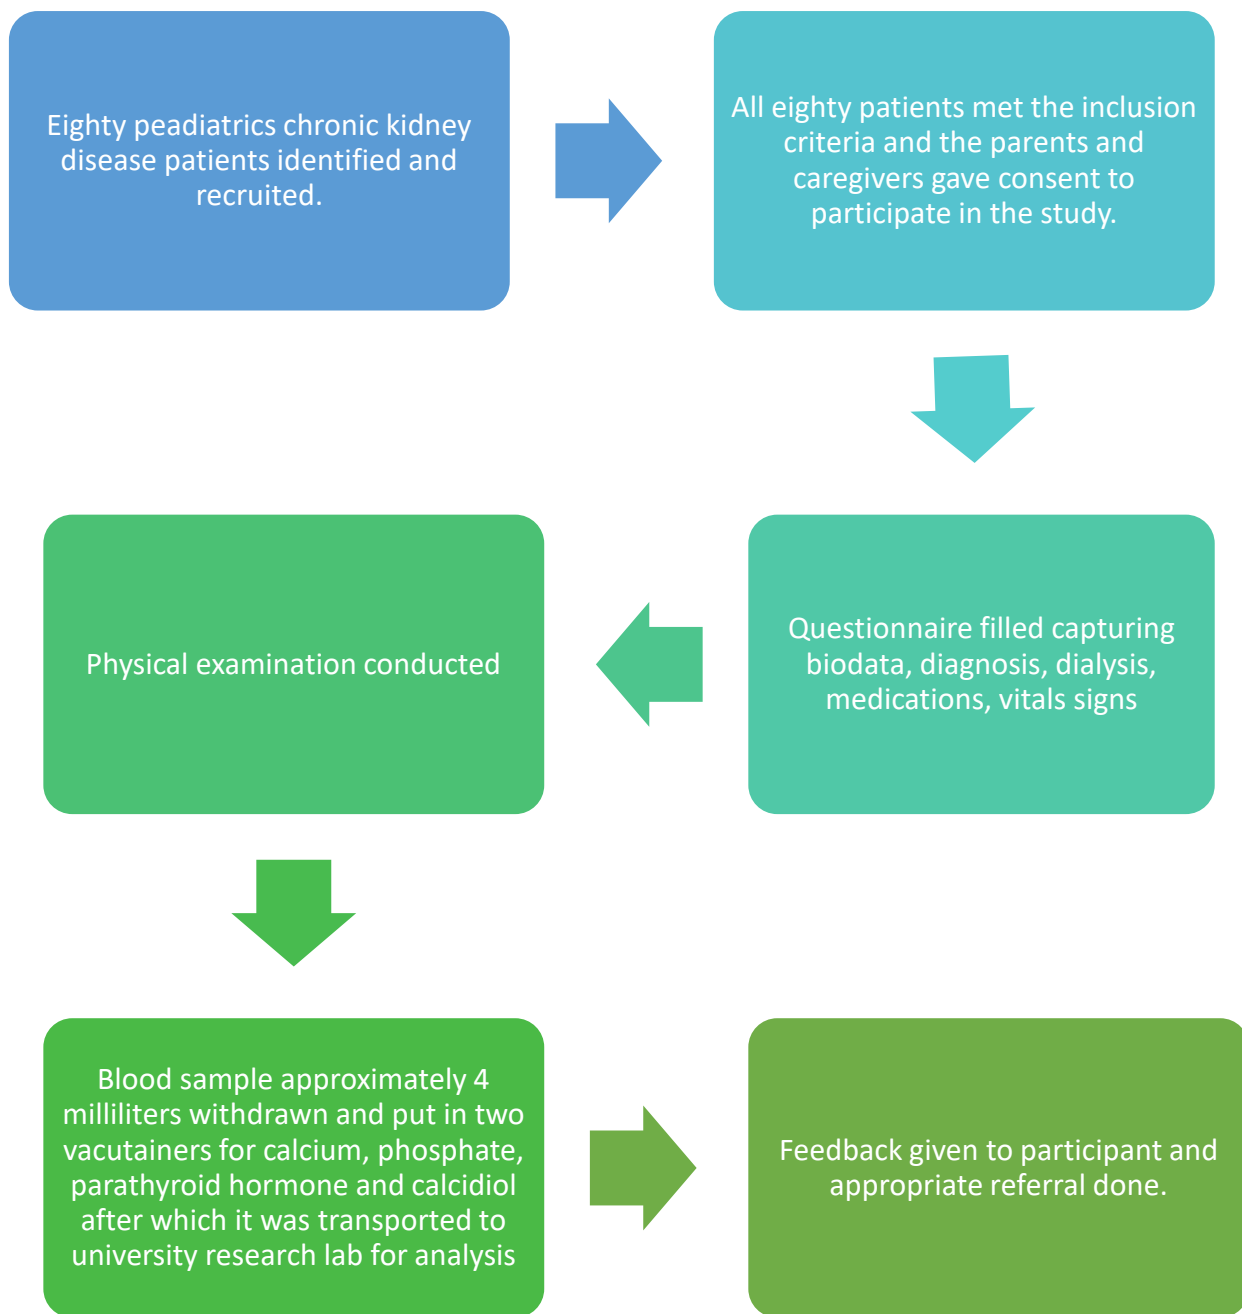 Eighty peadiatrics chronic kidney
disease patients identified and
recruited.
All eighty patients met the inclusion
criteria and the parents and
caregivers gave consent to
participate in the study.
Questionnaire filled capturing
biodata, diagnosis, dialysis,
medications, vitals signs
Physical examination conducted
Blood sample approximately 4
milliliters withdrawn and put in two
vacutainers for calcium, phosphate,
parathyroid hormone and calcidiol
after which it was transported to
university research lab for analysis
Feedback given to participant and
appropriate referral done.